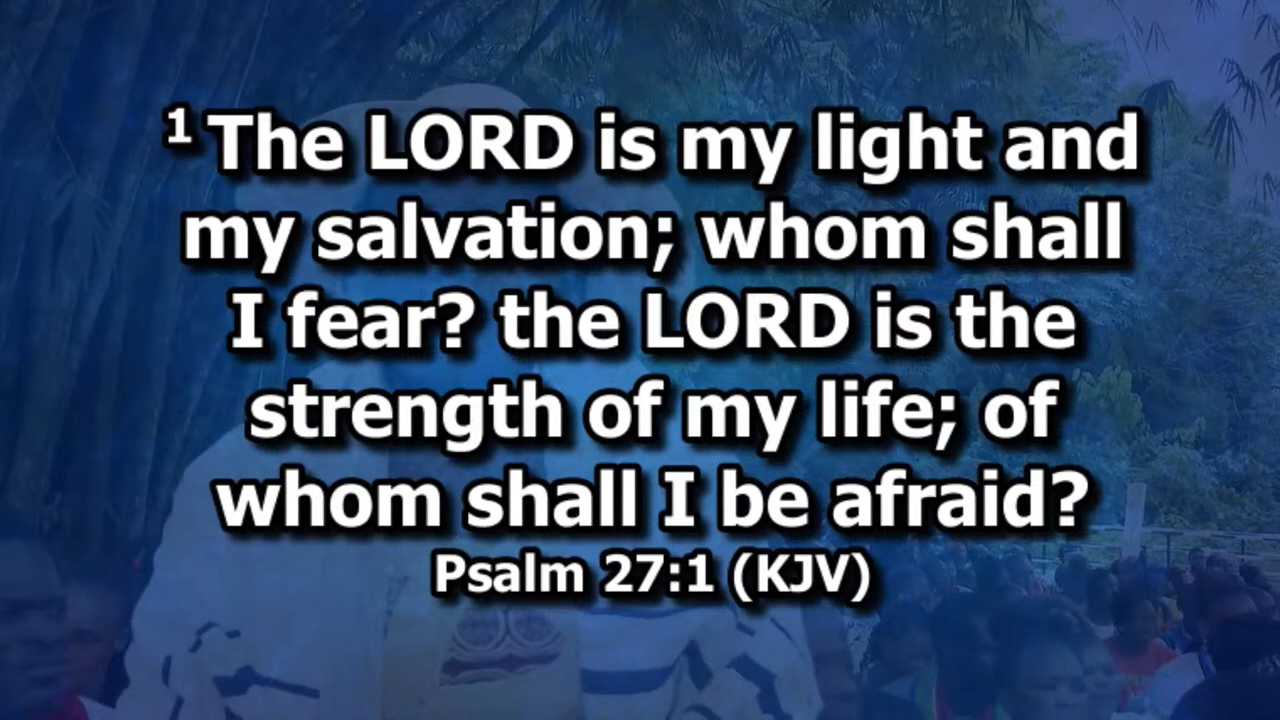 1 The LORD is my light and
my salvation; whom shall
I fear? the LORD is the
strength of my life; of
whom shall I be afraid?
Psalm 27:1 (KJV)